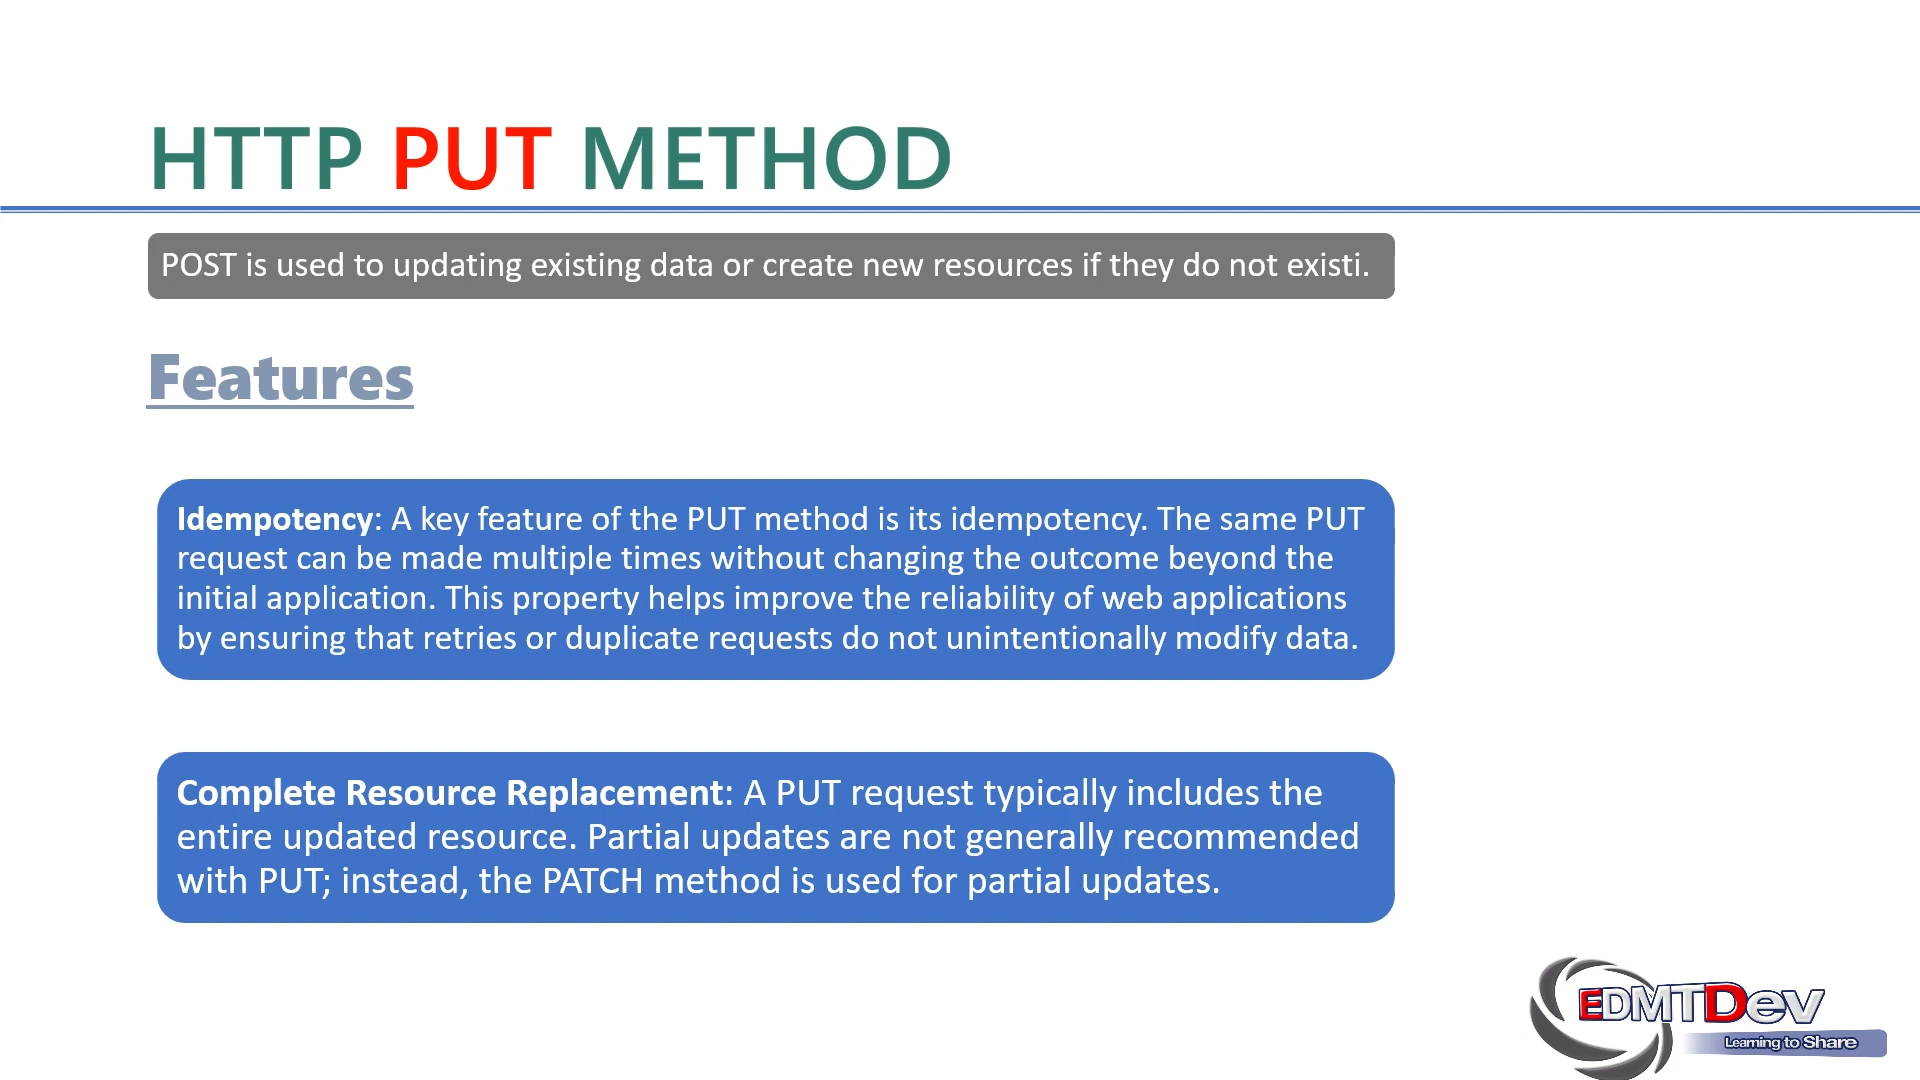 HTTP PUT METHOD
POST is used to updating existing data or create new resources if they do not existi.
Features
Idempotency: A key feature of the PUT method is its idempotency. The same PUT
request can be made multiple times without changing the outcome beyond the
initial application. This property helps improve the reliability of web applications
by ensuring that retries or duplicate requests do not unintentionally modify data.
Complete Resource Replacement: A PUT request typically includes the
entire updated resource. Partial updates are not generally recommended
with PUT; instead, the PATCH method is used for partial updates.
EDMTDev
Learning to Share